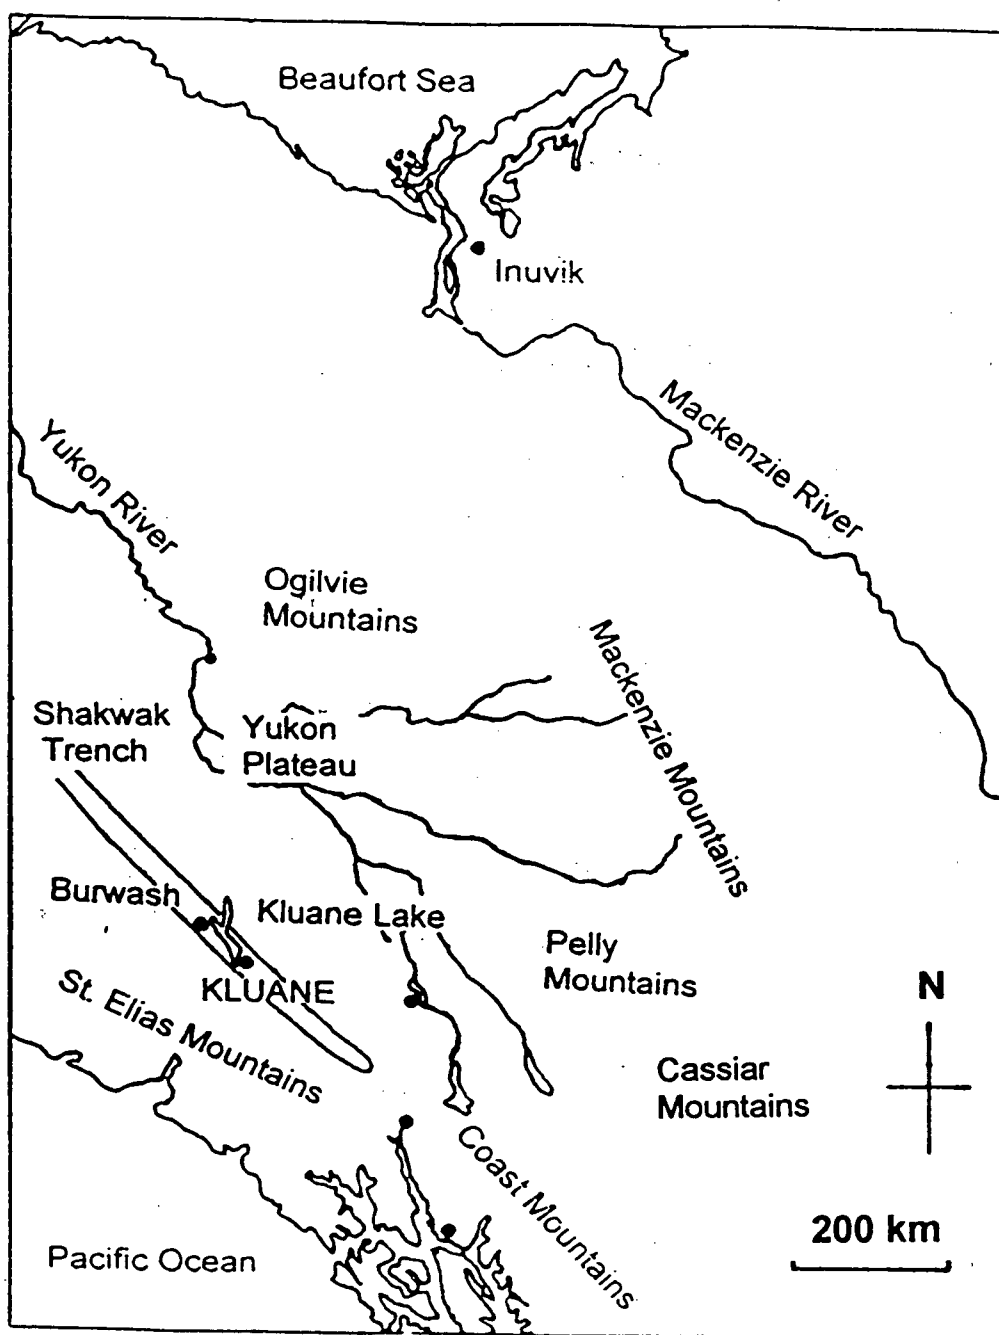 Beaufort Sea
Inuvik
Mackenzie River
Yukon River
Ogilvie
Mountains
Mackenzie Mountains
Shakwak
Trench
Yukon
Plateau
Burwash
Kluane Lake
Pelly
Mountains
KLUANE
N
St. Elias Mountains
Cassiar
Mountains
Coast Mountains
200 km
Pacific Ocean